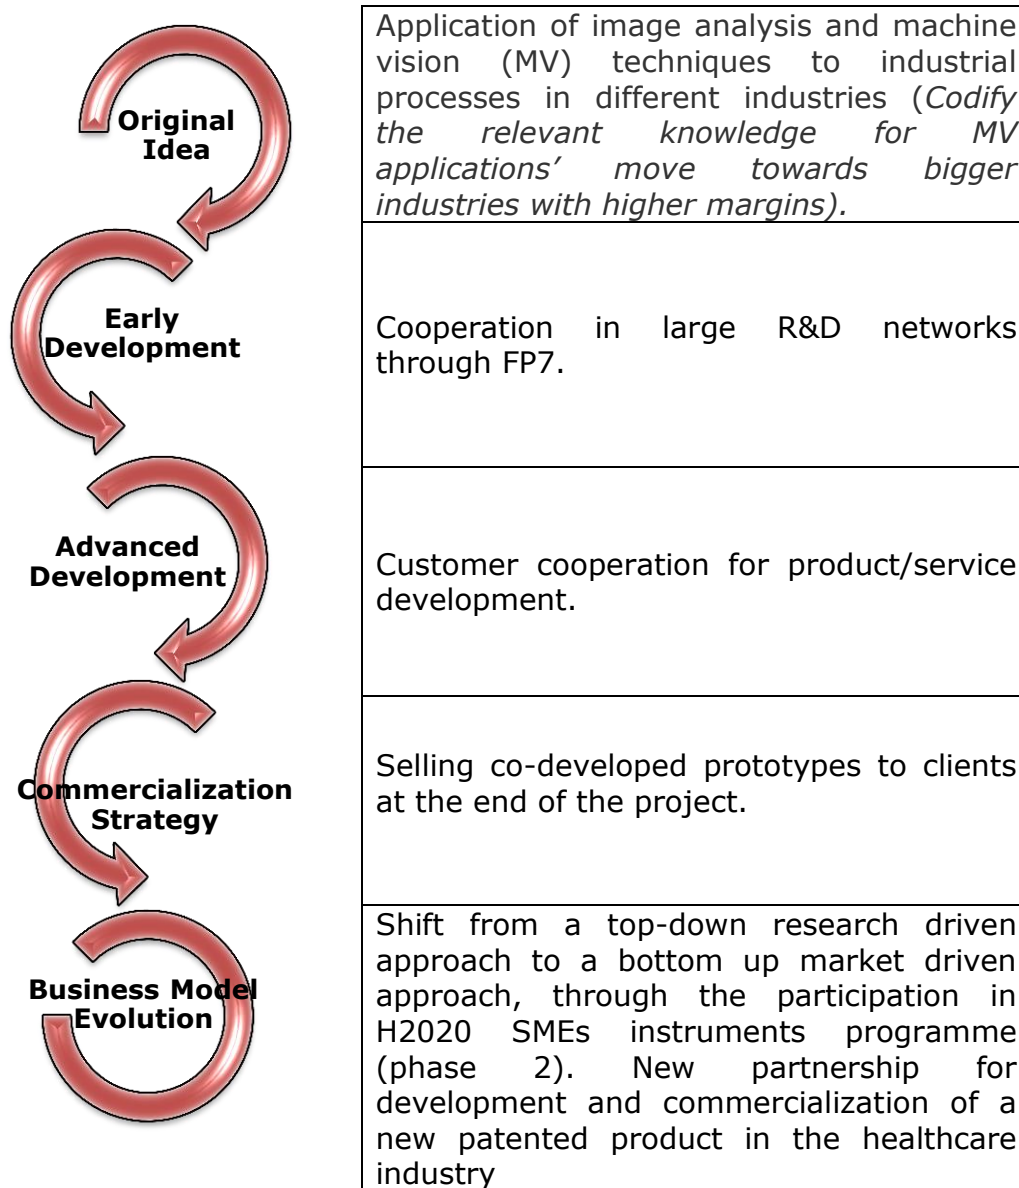 Original
Idea
Application of image analysis and machine
vision (MV) techniques to industrial
processes in different industries (Codify
the relevant knowledge for MV
applications’ move towards bigger
industries with higher margins).
Early
Development
Cooperation in large R&D networks
through FP7.
Advanced
Development
Customer cooperation for product/service
development.
Commercialization
Strategy
Selling co-developed prototypes to clients
at the end of the project.
Business Model
Evolution
Shift from a top-down research driven
approach to a bottom up market driven
approach, through the participation in
H2020 SMEs instruments programme
(phase 2). New partnership for
development and commercialization of a
new patented product in the healthcare
industry